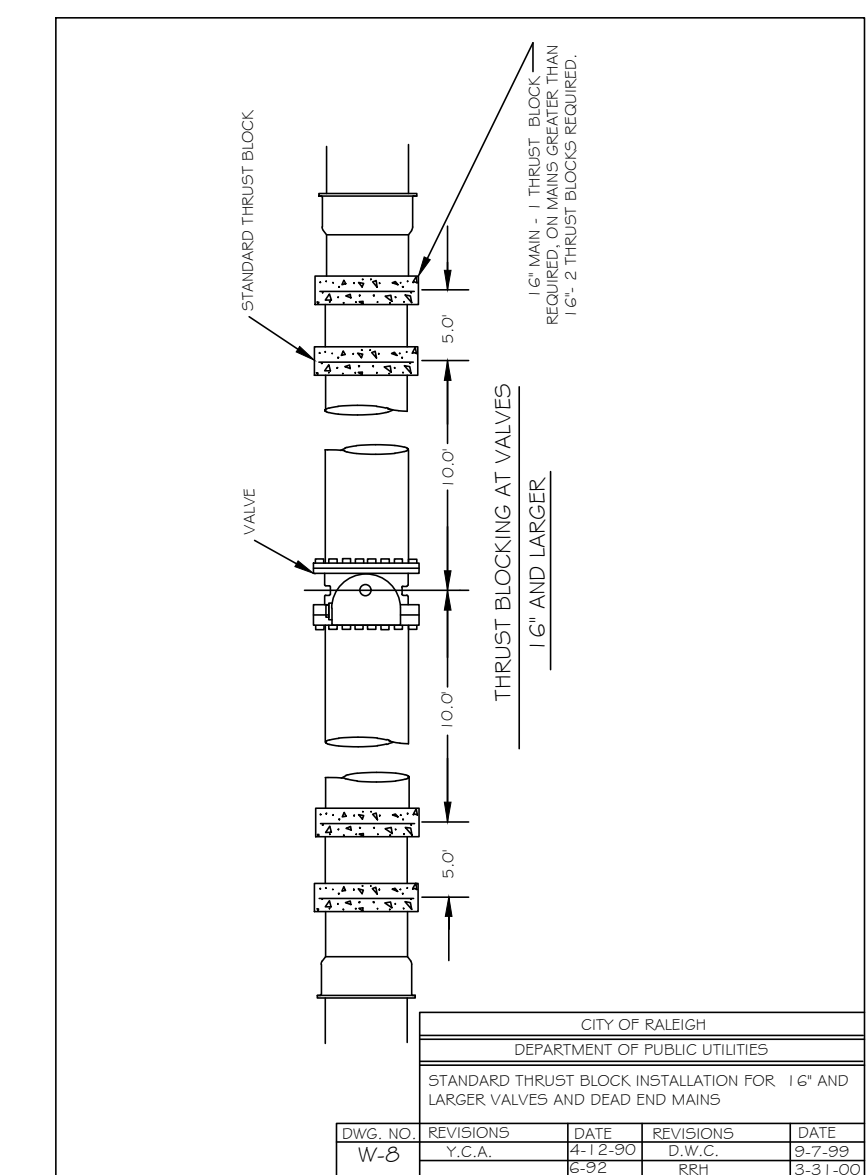 STANDARD THRUST BLOCK
16" MAIN - 1 THRUST BLOCK
REQUIRED, ON MAINS GREATER THAN
16"- 2 THRUST BLOCKS REQUIRED.
5.0'
10.0'
VALVE
THRUST BLOCKING AT VALVES
16" AND LARGER
10.0'
5.0'
CITY OF RALEIGH
DEPARTMENT OF PUBLIC UTILITIES
STANDARD THRUST BLOCK INSTALLATION FOR 16" AND
LARGER VALVES AND DEAD END MAINS
DWG. NO. REVISIONS DATE REVISIONS DATE
W-8 Y.C.A. 4-12-90 D.W.C. 9-7-99
6-92 RRH 3-31-00